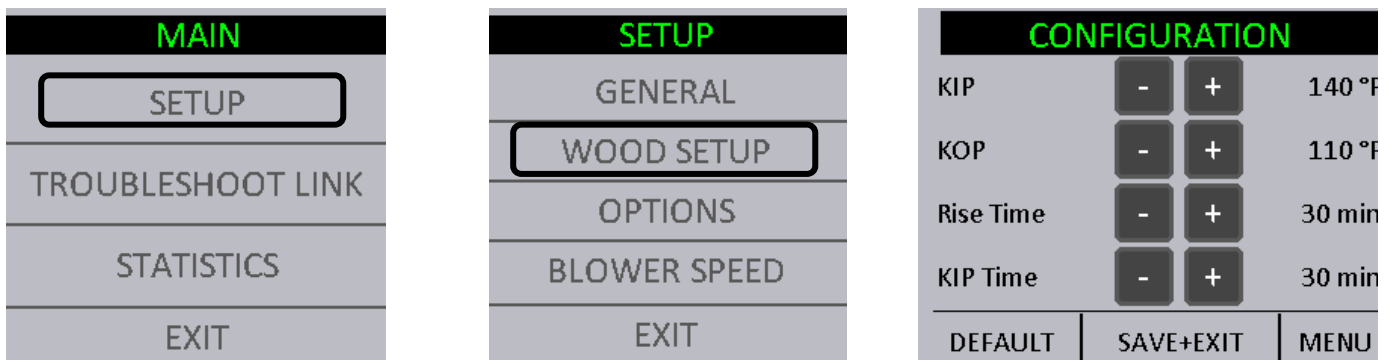 MAIN
SETUP
TROUBLESHOOT LINK
STATISTICS
EXIT
SETUP
GENERAL
WOOD SETUP
OPTIONS
BLOWER SPEED
EXIT
CONFIGURATION
KIP - + 140 °F
KOP - + 110 °F
Rise Time - + 30 min
KIP Time - + 30 min
DEFAULT SAVE+EXIT MENU